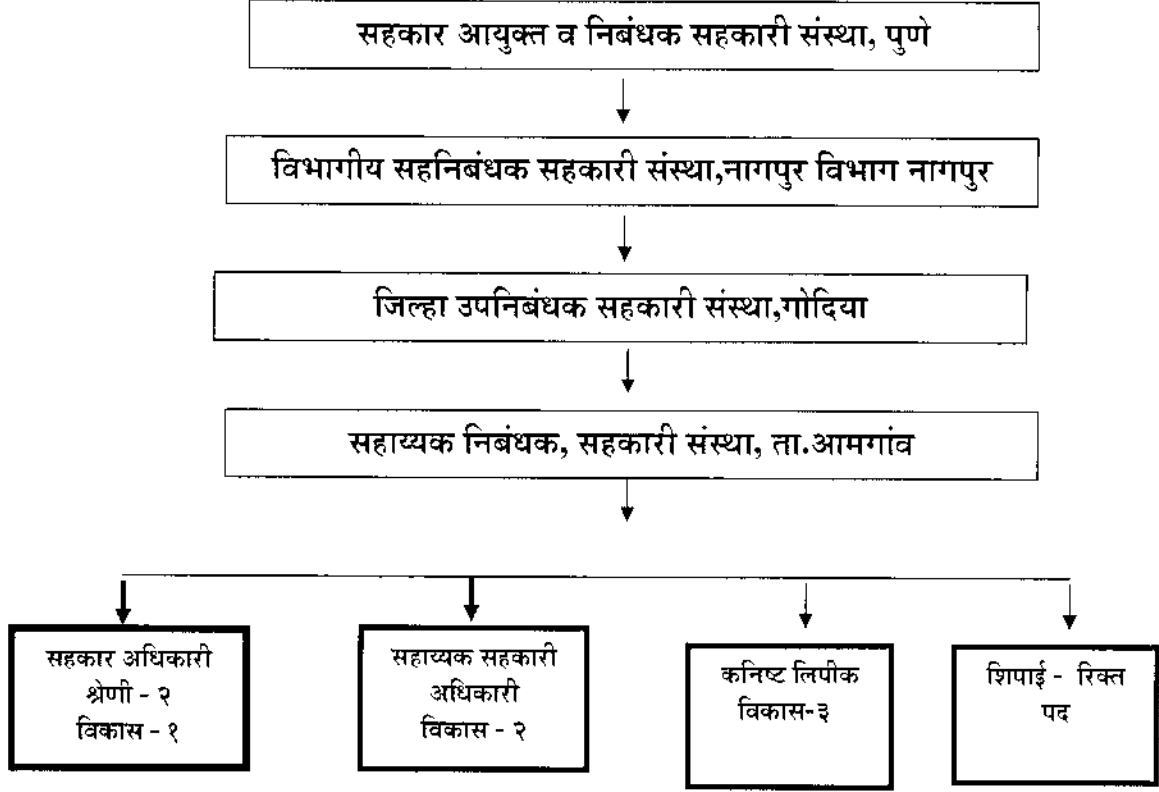 सहकार आयुक्त व निबंधक सहकारी संस्था, पुणे
विभागीय सहनिबंधक सहकारी संस्था,नागपुर विभाग नागपुर
जिल्हा उपनिबंधक सहकारी संस्था,गोदिया
सहाय्यक निबंधक, सहकारी संस्था, ता.आमगांव
सहकार अधिकारी
श्रेणी - २
विकास - १
सहाय्यक सहकारी
अधिकारी
विकास - २
कनिष्ट लिपीक
विकास-३
शिपाई - रिक्त
पद